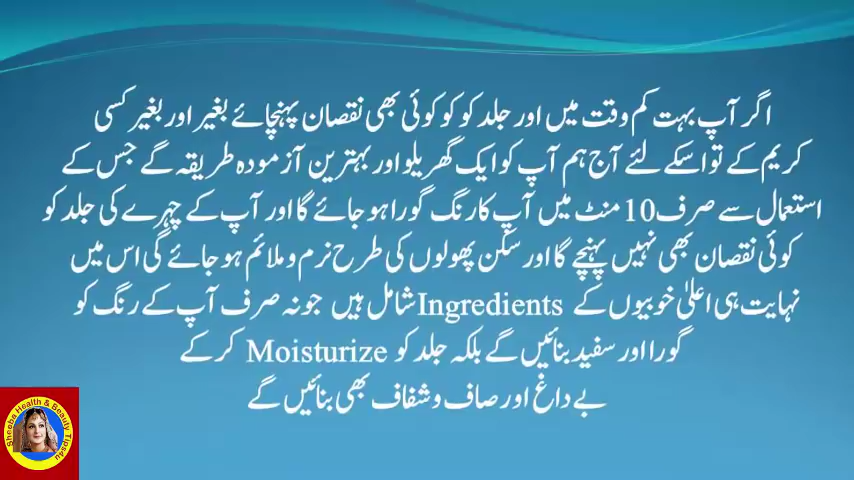 اگر آپ بہت کم وقت میں اور جلد کو کو کوئی بھی نقصان پہنچائے بغیر اور بغیر کسی
کریم کے تو اسکے لئے آج ہم آپ کو ایک گھریلو اور بہترین آزمودہ طریقہ گے جس کے
استعمال سے صرف 10 منٹ میں آپ کا رنگ گورا ہو جائے گا اور آپ کے چہرے کی جلد کو
کوئی نقصان بھی نہیں پہنچے گا اور سکن پھولوں کی طرح نرم و ملائم ہو جائے گی اس میں
نہایت ہی اعلیٰ خوبیوں کے Ingredients شامل ہیں جو نہ صرف آپ کے رنگ کو
گورا اور سفید بنائیں گے بلکہ جلد کو Moisturize کر کے
بے داغ اور صاف و شفاف بھی بنائیں گے
Sheeba Health & Beauty Tips4u